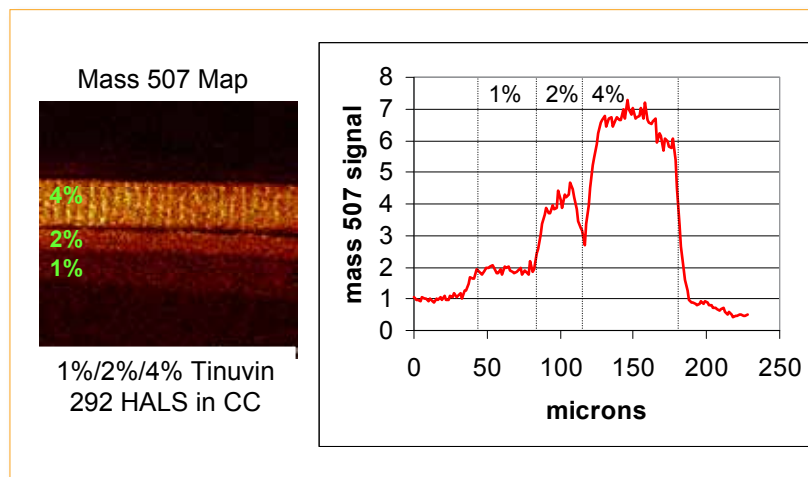 Mass 507 Map
4%
2%
1%
1%/2%/4% Tinuvin
292 HALS in CC
mass 507 signal
8
7
6
5
4
3
2
1
0
1% 2% 4%
0 50 100 150 200 250
microns